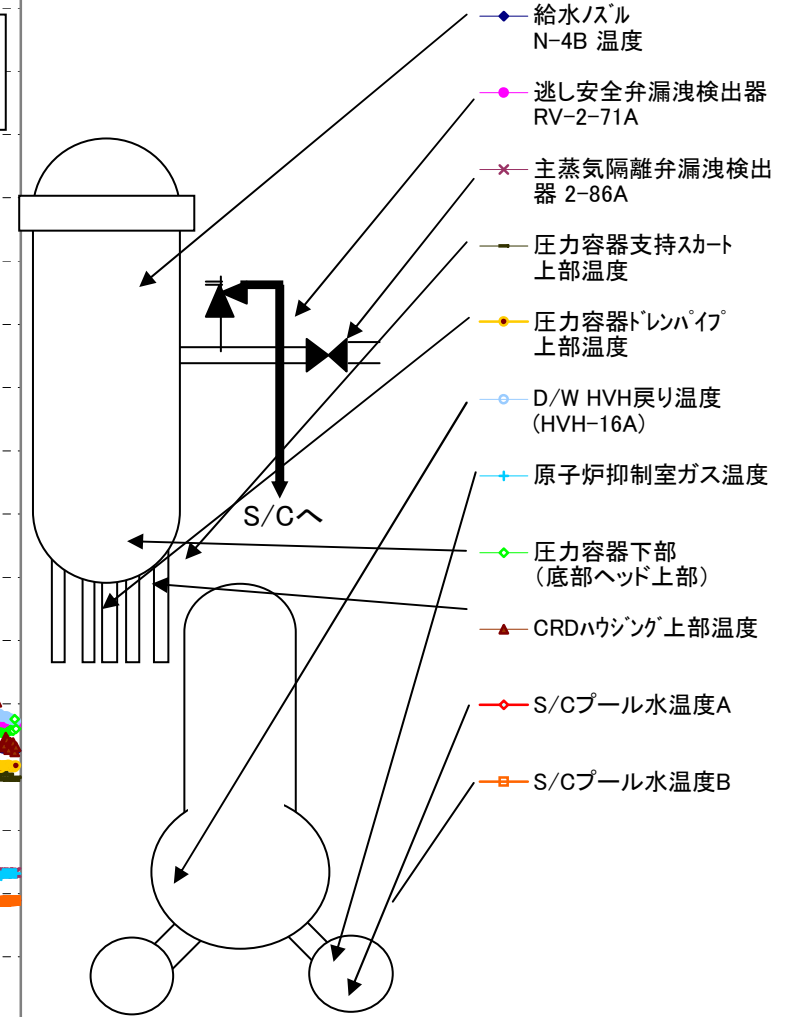 給水ﾉｽﾞﾙ
N-4B 温度
逃し安全弁漏洩検出器
RV-2-71A
主蒸気隔離弁漏洩検出
器 2-86A
圧力容器支持ｽｶｰﾄ
上部温度
圧力容器ﾄﾞﾚﾝﾊﾟｲﾌﾟ
上部温度
D/W HVH戻り温度
(HVH-16A)
原子炉抑制室ガス温度
S/Cへ
圧力容器下部
（底部ヘッド上部）
CRDﾊｳｼﾞﾝｸﾞ上部温度
S/Cプール水温度A
S/Cプール水温度B